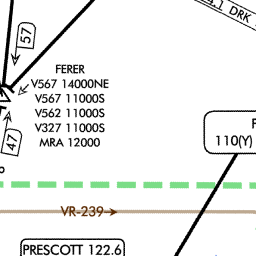 4.1 DRK
57
FERER
V567 14000NE
V567 11000S
V562 11000S
V327 11000S
MRA 12000
47
110(Y)
VR-239
PRESCOTT 122.6